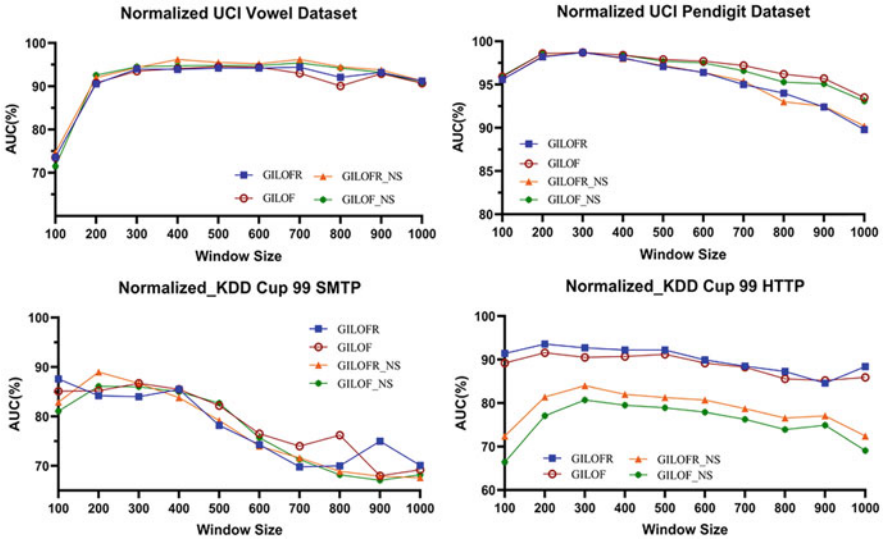 Normalized UCI Vowel Dataset
AUC(%)
100
90
80
70
GILOFR
GILOFR_NS
GILOF
GILOF_NS
100 200 300 400 500 600 700 800 900 1000
Window Size
Normalized UCI Pendigit Dataset
AUC(%)
100
95
90
85
80
GILOFR
GILOF
GILOFR_NS
GILOF_NS
100 200 300 400 500 600 700 800 900 1000
Window Size
Normalized_KDD Cup 99 SMTP
AUC(%)
100
90
80
70
GILOFR
GILOF
GILOFR_NS
GILOF_NS
100 200 300 400 500 600 700 800 900 1000
Window Size
Normalized_KDD Cup 99 HTTP
AUC(%)
100
90
80
70
60
GILOFR
GILOFR_NS
GILOF
GILOF_NS
100 200 300 400 500 600 700 800 900 1000
Window Size